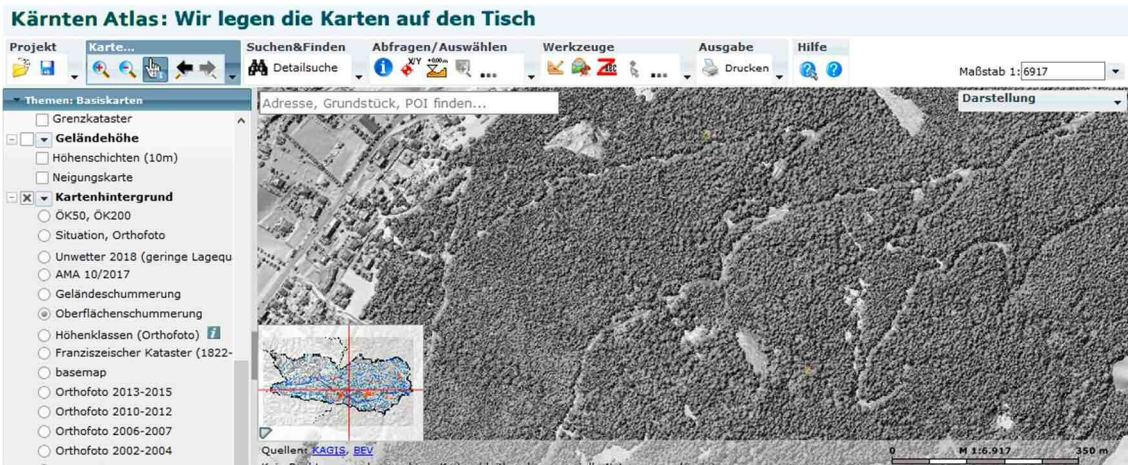 Kärnten Atlas: Wir legen die Karten auf den Tisch
Projekt
Karte...
Suchen&Finden
Abfragen/Auswählen
Werkzeuge
Ausgabe
Hilfe
Detailsuche
X/Y
...
ABC
...
Drucken
Maßstab 1: 6917
Themen: Basiskarten
Adresse, Grundstück, POI finden...
Darstellung
Grenzkataster
Geländehöhe
Höhenschichten (10m)
Neigungskarte
Kartenhintergrund
ÖK50, ÖK200
Situation, Orthofoto
Unwetter 2018 (geringe Lagequ
AMA 10/2017
Geländeschummerung
Oberflächenschummerung
Höhenklassen (Orthofoto)
Franziszeischer Kataster (1822-
basemap
Orthofoto 2013-2015
Orthofoto 2010-2012
Orthofoto 2006-2007
Orthofoto 2002-2004
Quellen: KAGIS, BEV
0 M 1:6.917 350 m